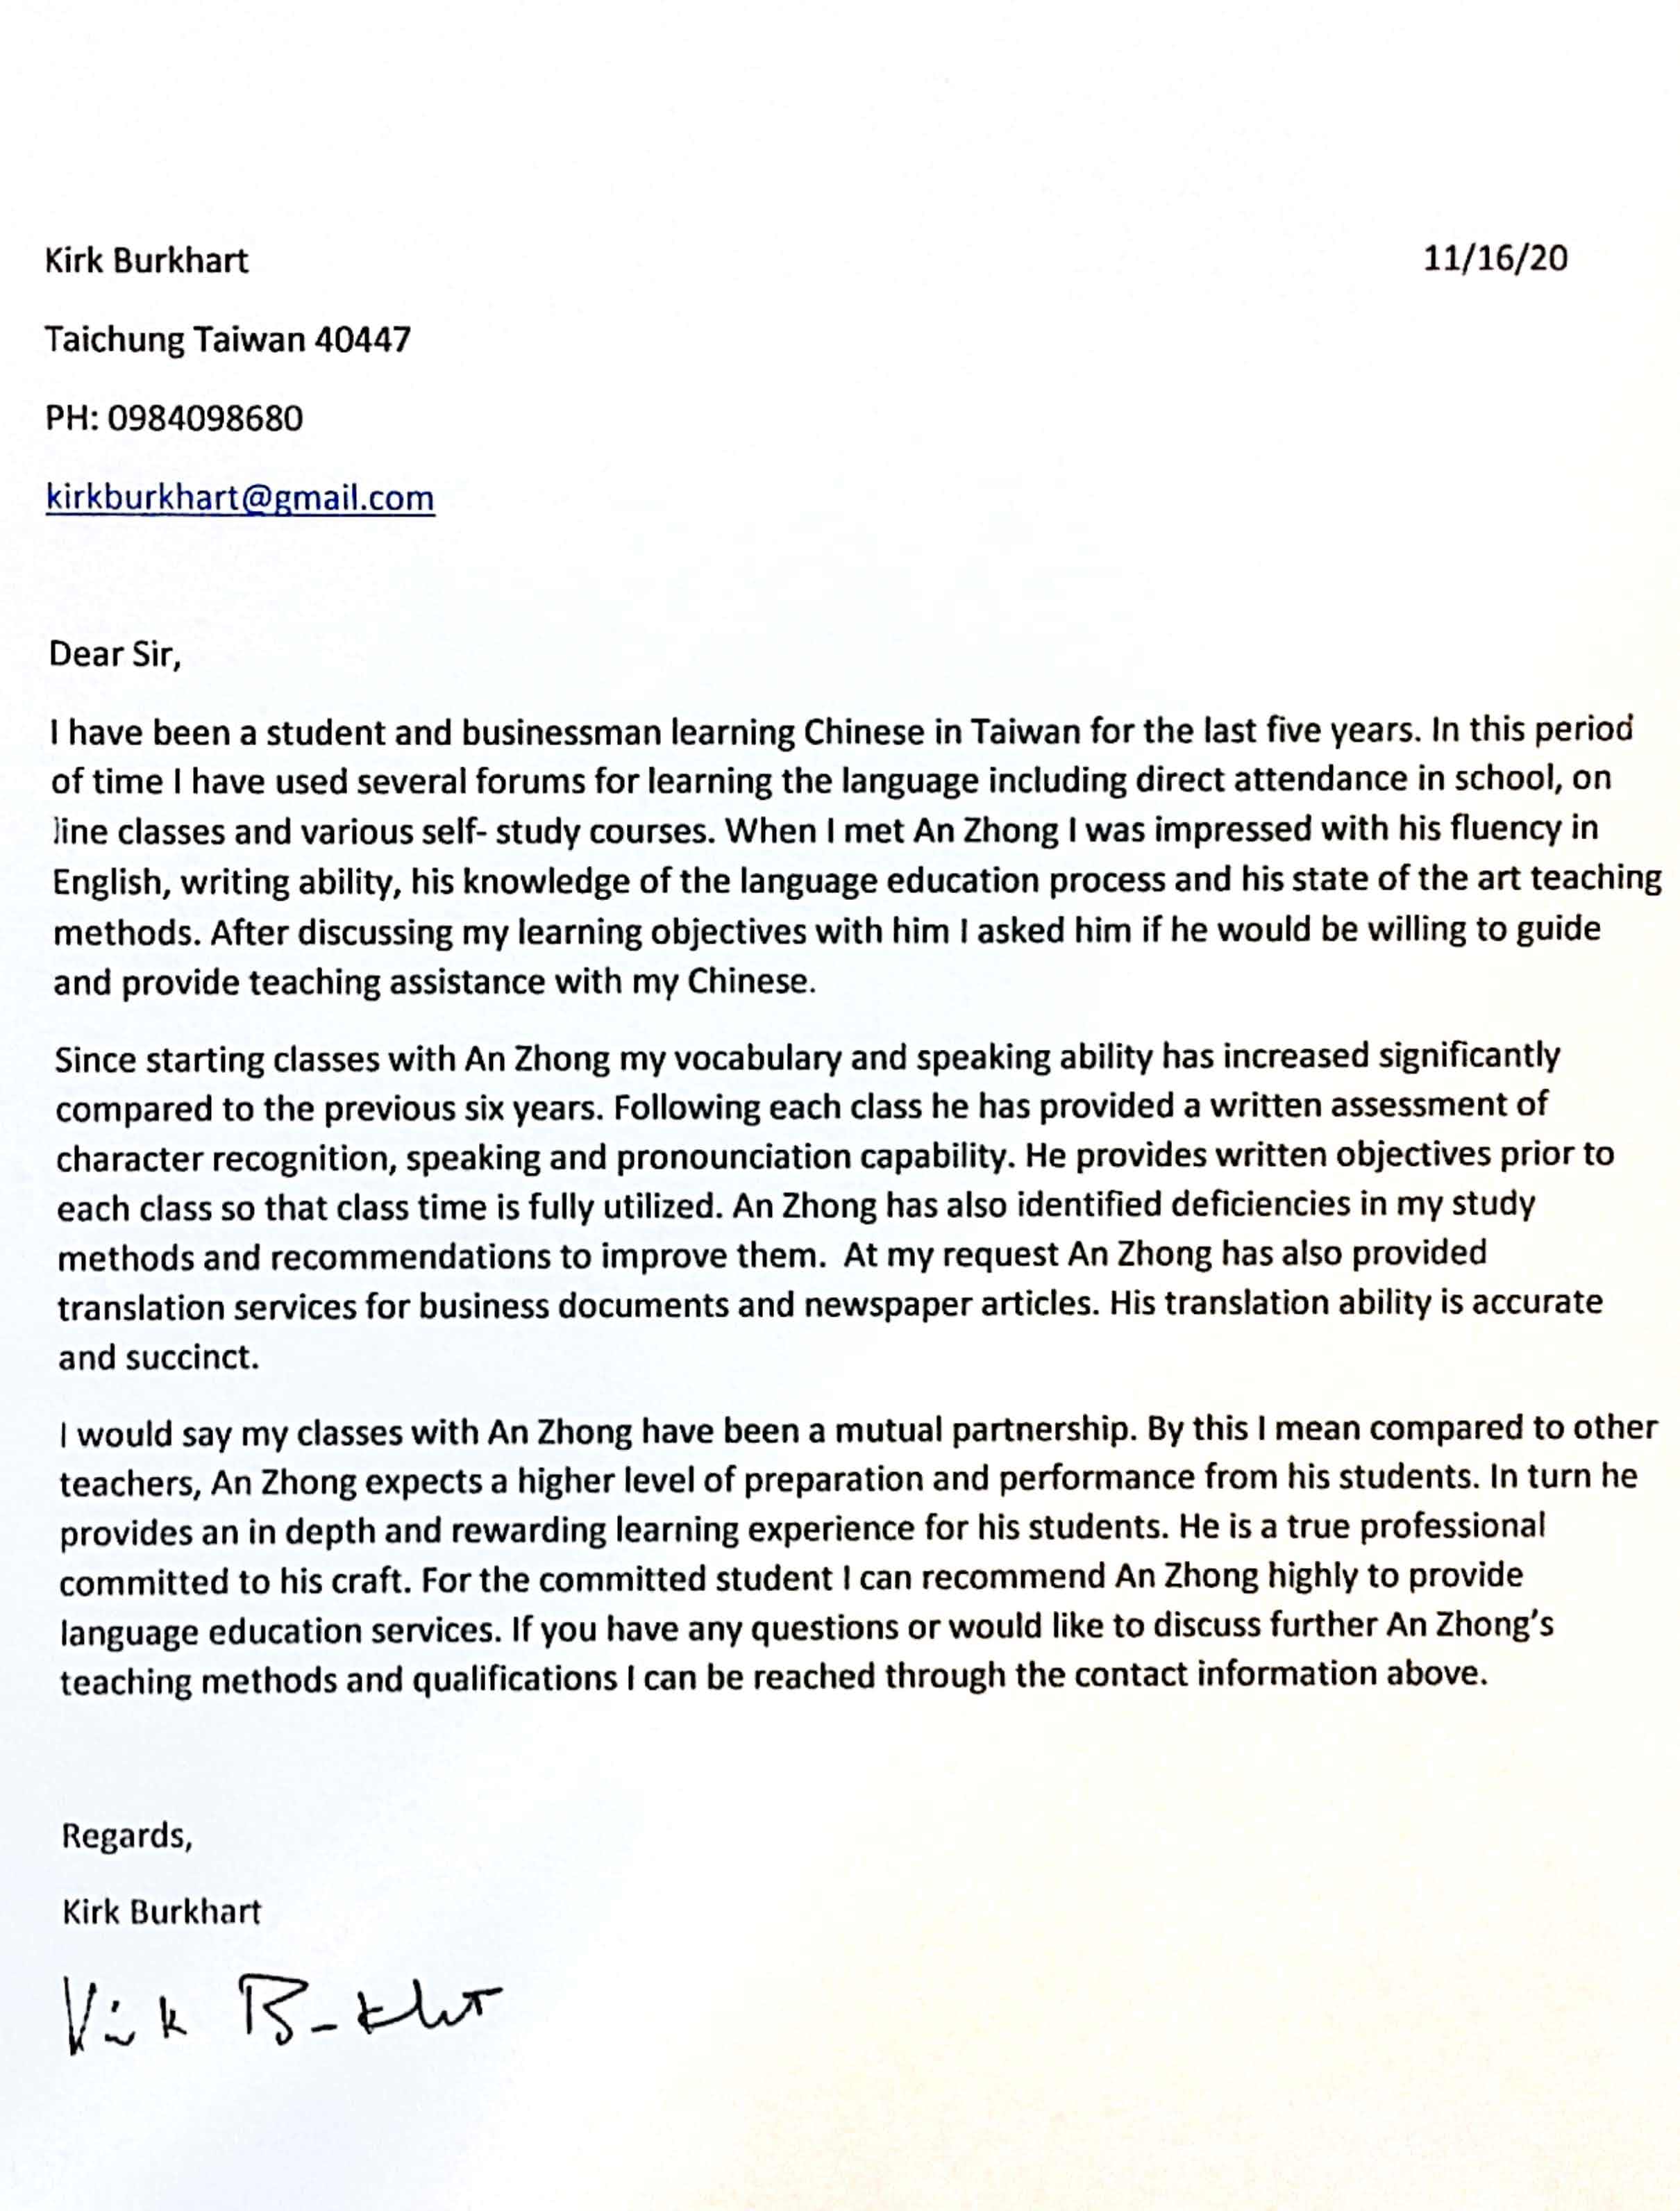 Kirk Burkhart 11/16/20
Taichung Taiwan 40447
PH: 0984098680
kirkburkhart@gmail.com
Dear Sir,
I have been a student and businessman learning Chinese in Taiwan for the last five years. In this period
of time I have used several forums for learning the language including direct attendance in school, on
line classes and various self- study courses. When I met An Zhong I was impressed with his fluency in
English, writing ability, his knowledge of the language education process and his state of the art teaching
methods. After discussing my learning objectives with him I asked him if he would be willing to guide
and provide teaching assistance with my Chinese.
Since starting classes with An Zhong my vocabulary and speaking ability has increased significantly
compared to the previous six years. Following each class he has provided a written assessment of
character recognition, speaking and pronounciation capability. He provides written objectives prior to
each class so that class time is fully utilized. An Zhong has also identified deficiencies in my study
methods and recommendations to improve them.  At my request An Zhong has also provided
translation services for business documents and newspaper articles. His translation ability is accurate
and succinct.
I would say my classes with An Zhong have been a mutual partnership. By this I mean compared to other
teachers, An Zhong expects a higher level of preparation and performance from his students. In turn he
provides an in depth and rewarding learning experience for his students. He is a true professional
committed to his craft. For the committed student I can recommend An Zhong highly to provide
language education services. If you have any questions or would like to discuss further An Zhong's
teaching methods and qualifications I can be reached through the contact information above.
Regards,
Kirk Burkhart
Kirk Burkhart